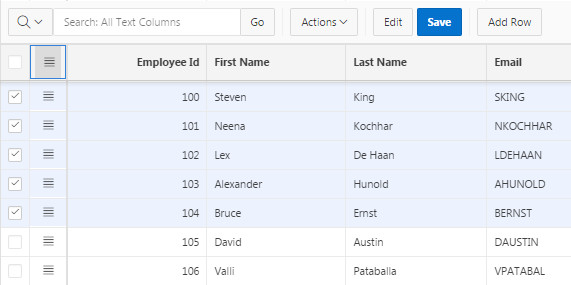 Search: All Text Columns Go Actions Edit Save Add Row
Employee Id First Name Last Name Email
100 Steven King SKING
101 Neena Kochhar NKOCHHAR
102 Lex De Haan LDEHAAN
103 Alexander Hunold AHUNOLD
104 Bruce Ernst BERNST
105 David Austin DAUSTIN
106 Valli Pataballa VPATABAL